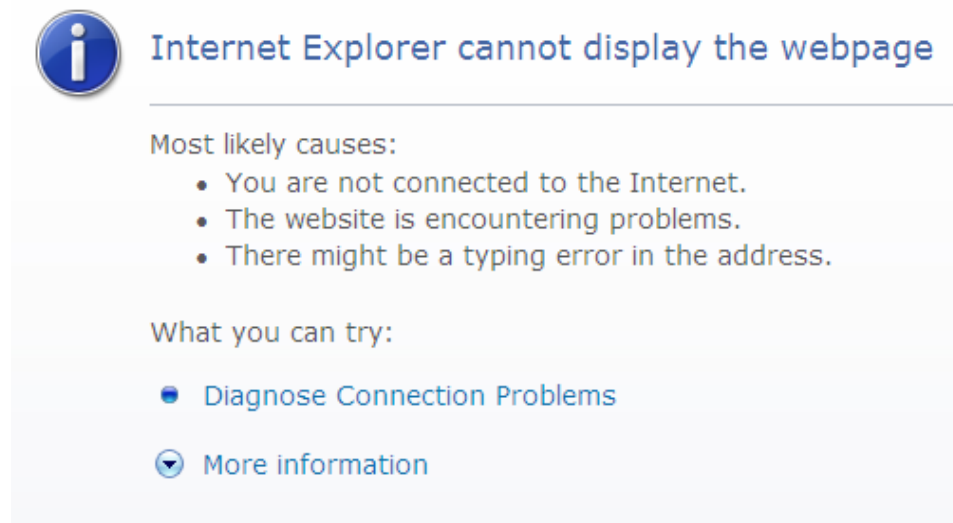 Internet Explorer cannot display the webpage
Most likely causes:
• You are not connected to the Internet.
• The website is encountering problems.
• There might be a typing error in the address.
What you can try:
Diagnose Connection Problems
More information